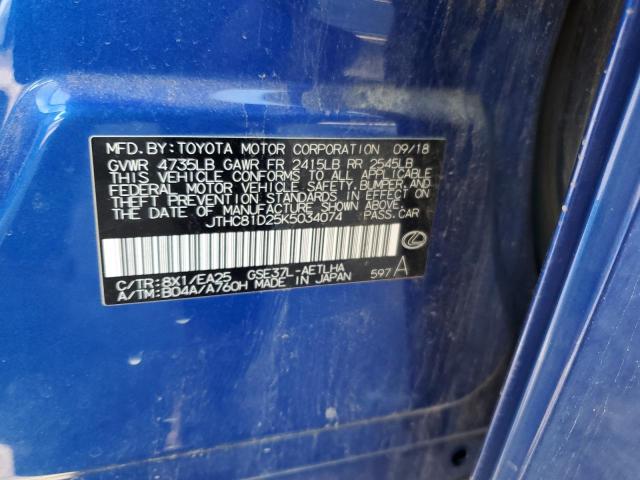 MFD. BY: TOYOTA MOTOR CORPORATION 09/18
GVWR 4735LB GAWR FR 2415LB RR 2545LB
THIS VEHICLE CONFORMS TO ALL APPLICABLE
FEDERAL MOTOR VEHICLE SAFETY, BUMPER, AND
THEFT PREVENTION STANDARDS IN EFFECT ON
THE DATE OF MANUFACTURE SHOWN ABOVE.
JTHC81D25K5034074 PASS. CAR
C/TR: 8X1/EA25 GSE37L-AETLHA 597 A
A/TM: B04A/A760H MADE IN JAPAN